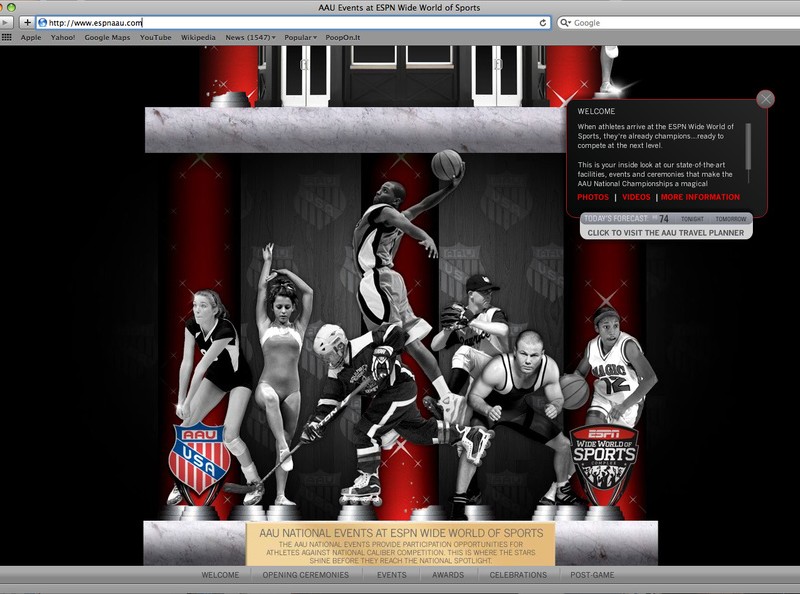 AAU Events at ESPN Wide World of Sports
http://www.espnaau.com
Google
Apple Yahoo! Google Maps YouTube Wikipedia News (1547) Popular PoopOn.It
WELCOME
When athletes arrive at the ESPN Wide World of
Sports, they're already champions...ready to
compete at the next level.
This is your inside look at our state-of-the-art
facilities, events and ceremonies that make the
AAU National Championships a magical
PHOTOS | VIDEOS | MORE INFORMATION
TODAY'S FORECAST: 74 TONIGHT TOMORROW
CLICK TO VISIT THE AAU TRAVEL PLANNER
MAGIC
12
AAU
USA
ESPN
WIDE WORLD OF
SPORTS
COMPLEX
AAU NATIONAL EVENTS AT ESPN WIDE WORLD OF SPORTS
THE AAU NATIONAL EVENTS PROVIDE PARTICIPATION OPPORTUNITIES FOR
ATHLETES AGAINST NATIONAL CALIBER COMPETITION. THIS IS WHERE THE STARS
SHINE BEFORE THEY REACH THE NATIONAL SPOTLIGHT.
WELCOME OPENING CEREMONIES EVENTS AWARDS CELEBRATIONS POST-GAME